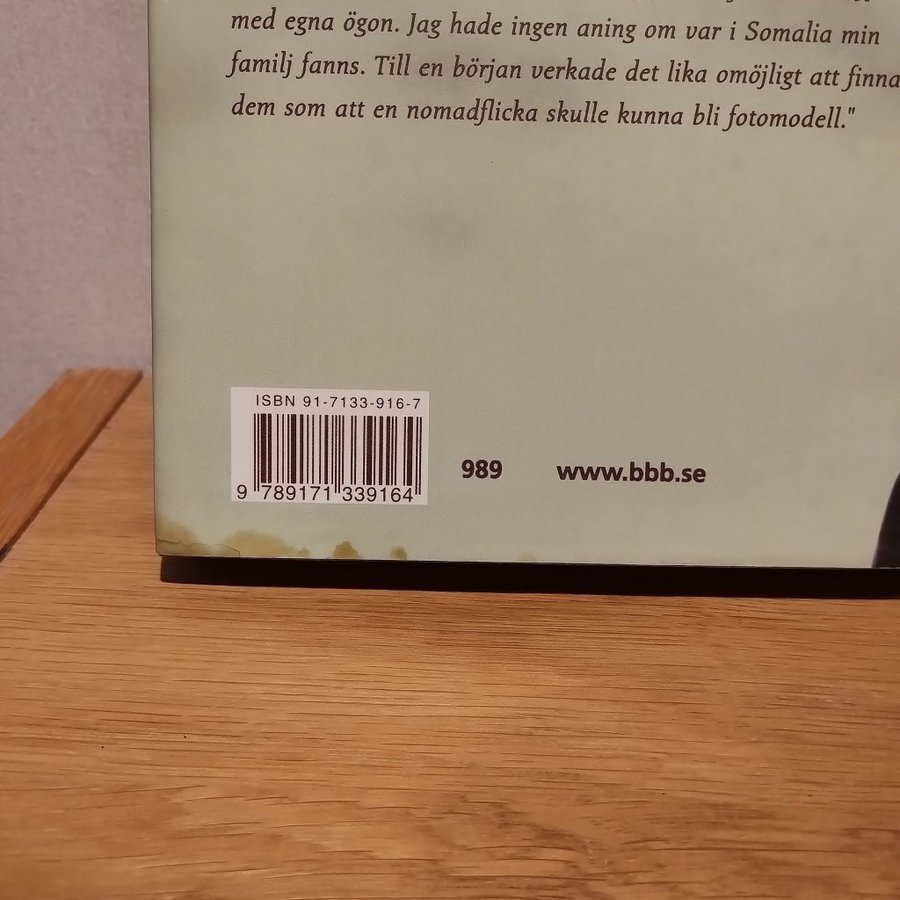 med egna ögon. Jag hade ingen aning om var i Somalia min
familj fanns. Till en början verkade det lika omöjligt att finna
dem som att en nomadflicka skulle kunna bli fotomodell."
ISBN 91-7133-916-7
9 789171 339164
989 www.bbb.se